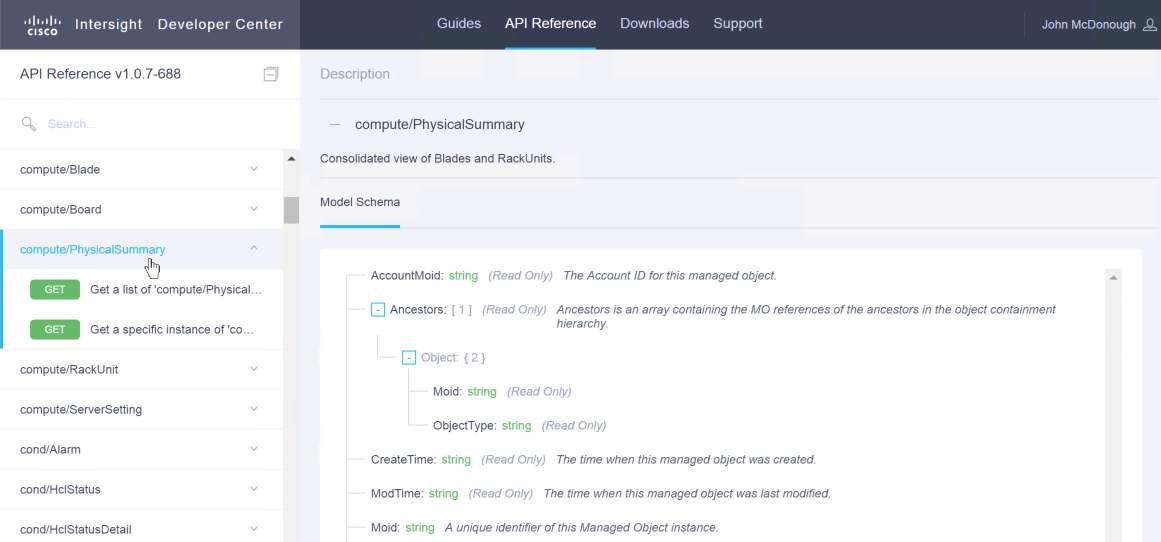 cisco Intersight Developer Center
Guides API Reference Downloads Support
John McDonough
API Reference v1.0.7-688
Search...
compute/Blade
compute/Board
compute/PhysicalSummary
GET Get a list of 'compute/Physical...
GET Get a specific instance of 'co...
compute/RackUnit
compute/ServerSetting
cond/Alarm
cond/HclStatus
cond/HclStatusDetail
Description
compute/PhysicalSummary
Consolidated view of Blades and RackUnits.
Model Schema
AccountMoid: string (Read Only) The Account ID for this managed object.
- Ancestors: [ 1 ] (Read Only) Ancestors is an array containing the MO references of the ancestors in the object containment
hierarchy.
- Object: { 2 }
Moid: string (Read Only)
ObjectType: string (Read Only)
CreateTime: string (Read Only) The time when this managed object was created.
ModTime: string (Read Only) The time when this managed object was last modified.
Moid: string A unique identifier of this Managed Object instance.